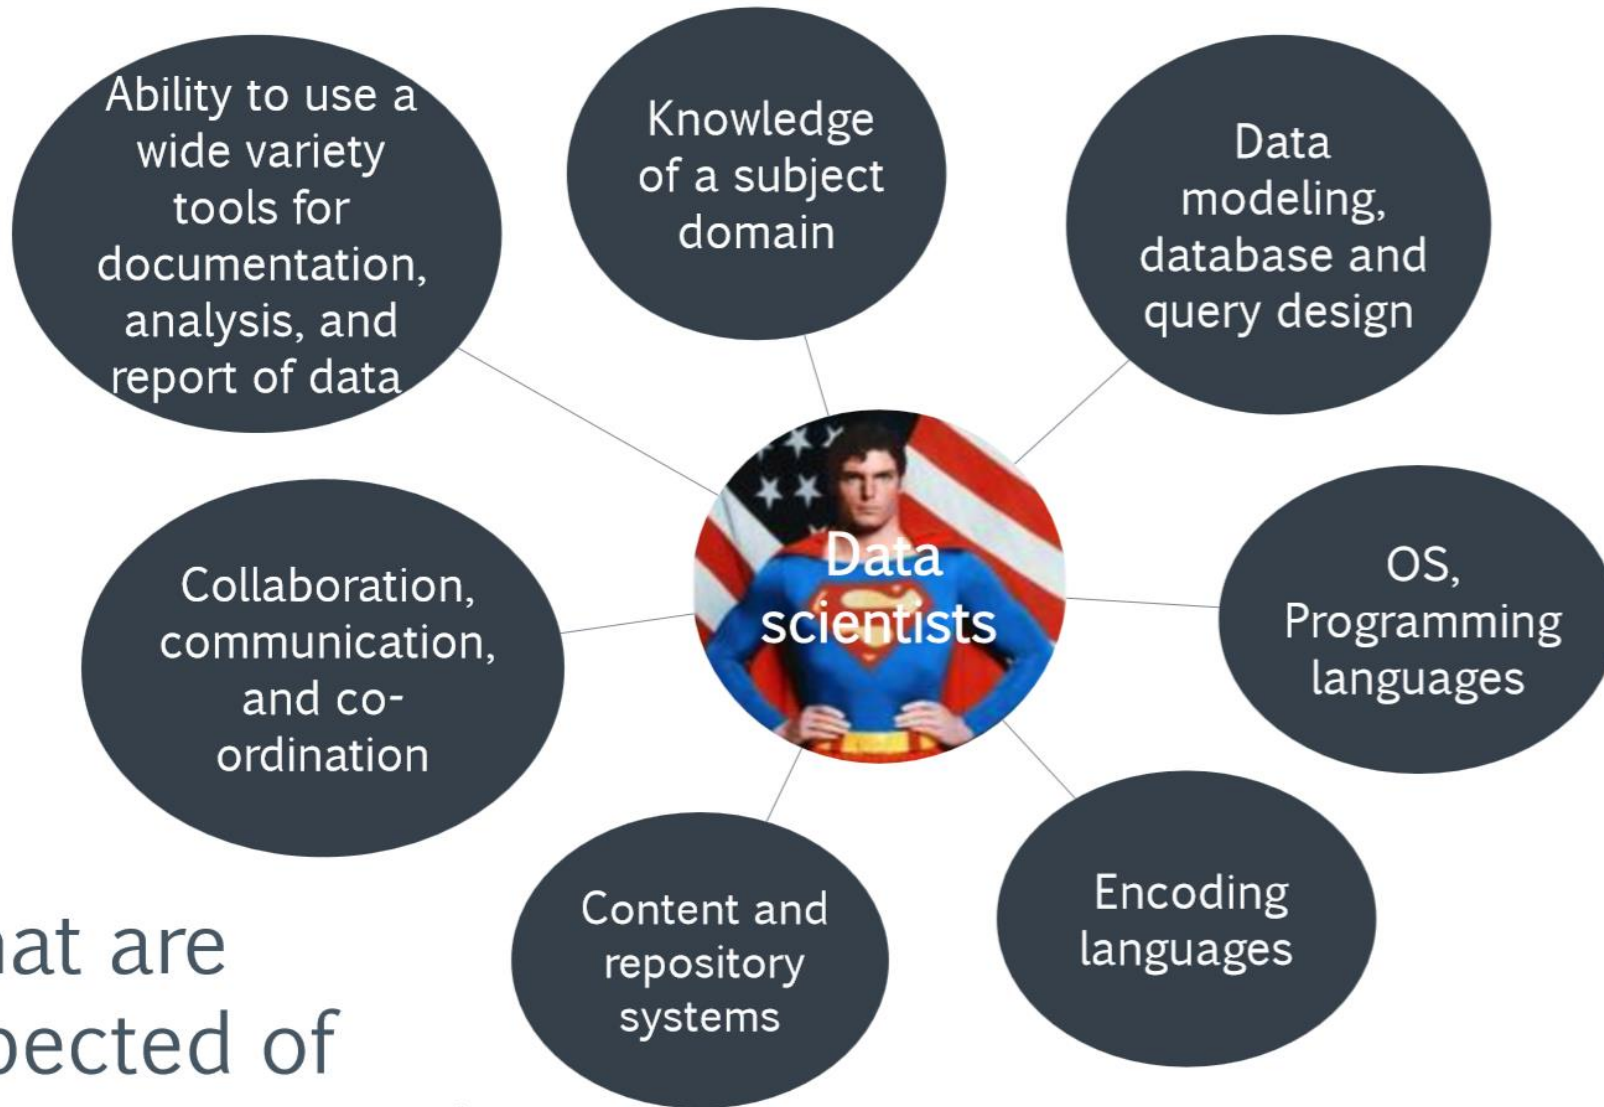 Ability to use a
wide variety
tools for
documentation,
analysis, and
report of data
Knowledge
of a subject
domain
Data
modeling,
database and
query design
Data
scientists
OS,
Programming
languages
Collaboration,
communication,
and co-
ordination
Content and
repository
systems
Encoding
languages
hat are
pected of